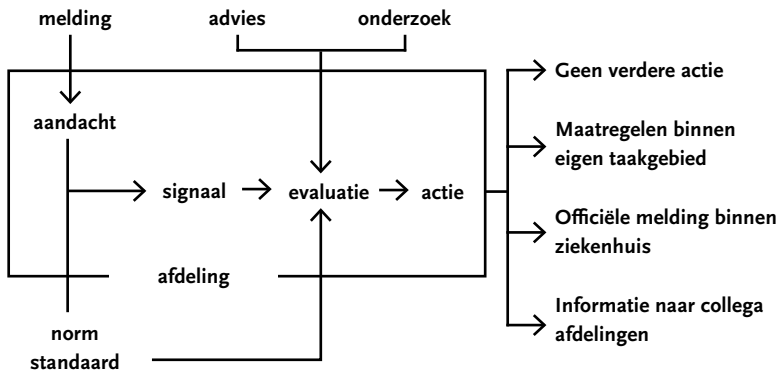 melding
advies
onderzoek
aandacht
signaal
evaluatie
actie
afdeling
norm
standaard
Geen verdere actie
Maatregelen binnen
eigen taakgebied
Officiële melding binnen
ziekenhuis
Informatie naar collega
afdelingen